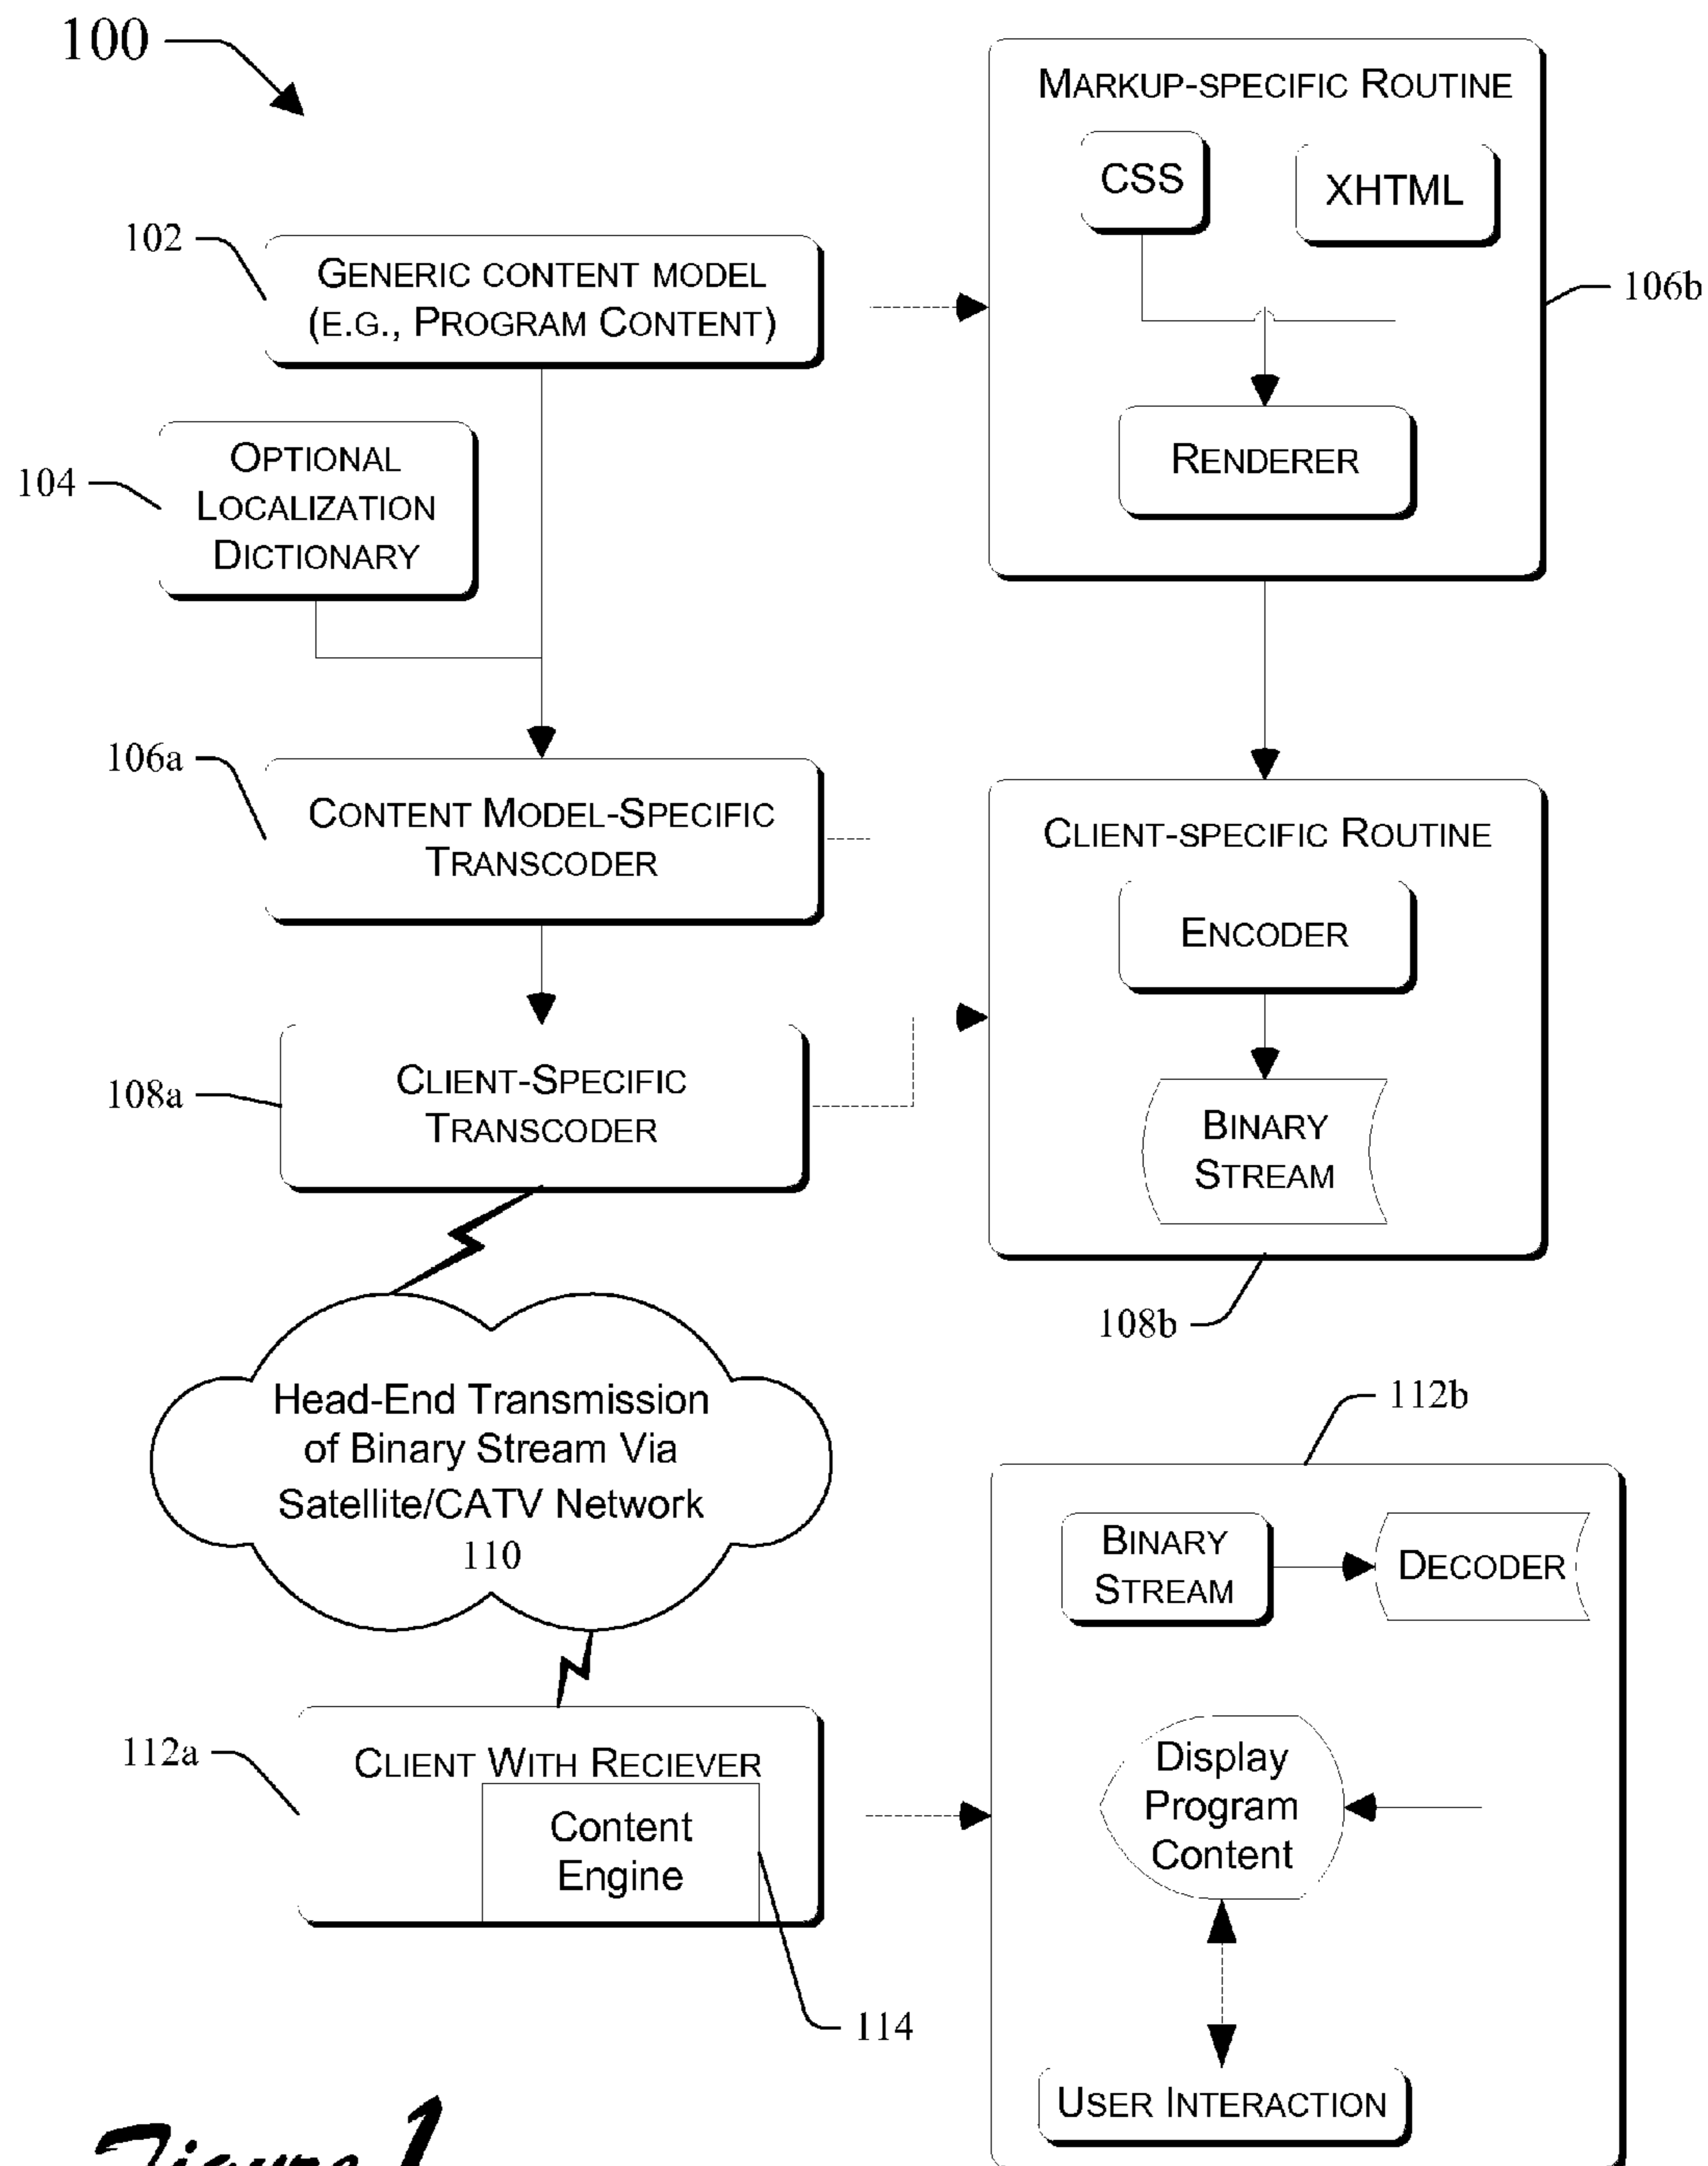 100
MARKUP-SPECIFIC ROUTINE
CSS
XHTML
102
GENERIC CONTENT MODEL
(E.G., PROGRAM CONTENT)
106b
RENDERER
104
OPTIONAL
LOCALIZATION
DICTIONARY
106a
CONTENT MODEL-SPECIFIC
TRANSCODER
CLIENT-SPECIFIC ROUTINE
ENCODER
108a
CLIENT-SPECIFIC
TRANSCODER
BINARY
STREAM
108b
Head-End Transmission
of Binary Stream Via
Satellite/CATV Network
110
112b
BINARY
STREAM
DECODER
112a
CLIENT WITH RECIEVER
Content
Engine
114
Display
Program
Content
USER INTERACTION
Figure 1